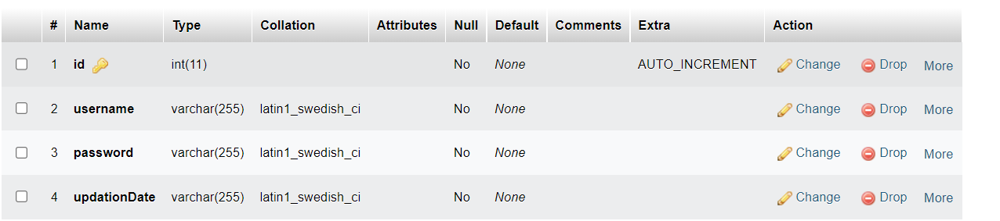 # Name Type Collation Attributes Null Default Comments Extra Action
1 id int(11) No None AUTO_INCREMENT Change Drop More
2 username varchar(255) latin1_swedish_ci No None Change Drop More
3 password varchar(255) latin1_swedish_ci No None Change Drop More
4 updationDate varchar(255) latin1_swedish_ci No None Change Drop More